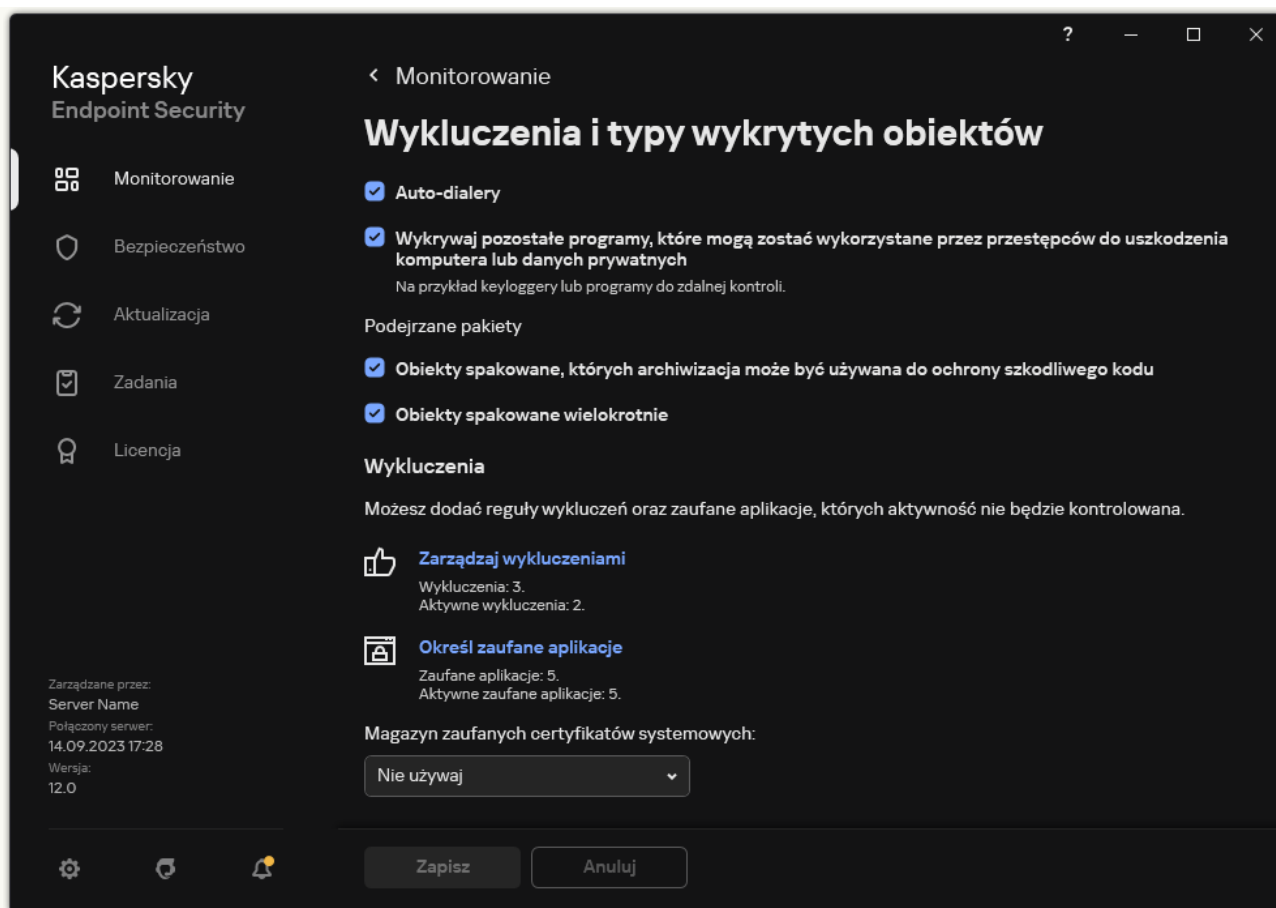 ?
Kaspersky
Endpoint Security
Monitorowanie
Bezpieczeństwo
Aktualizacja
Zadania
Licencja
Zarządzane przez:
Server Name
Połączony serwer:
14.09.2023 17:28
Wersja:
12.0
Monitorowanie
Wykluczenia i typy wykrytych obiektów
Auto-dialery
Wykrywaj pozostałe programy, które mogą zostać wykorzystane przez przestępców do uszkodzenia
komputera lub danych prywatnych
Na przykład keyloggery lub programy do zdalnej kontroli.
Podejrzane pakiety
Obiekty spakowane, których archiwizacja może być używana do ochrony szkodliwego kodu
Obiekty spakowane wielokrotnie
Wykluczenia
Możesz dodać reguły wykluczeń oraz zaufane aplikacje, których aktywność nie będzie kontrolowana.
Zarządzaj wykluczeniami
Wykluczenia: 3.
Aktywne wykluczenia: 2.
Określ zaufane aplikacje
Zaufane aplikacje: 5.
Aktywne zaufane aplikacje: 5.
Magazyn zaufanych certyfikatów systemowych:
Nie używaj
Zapisz
Anuluj